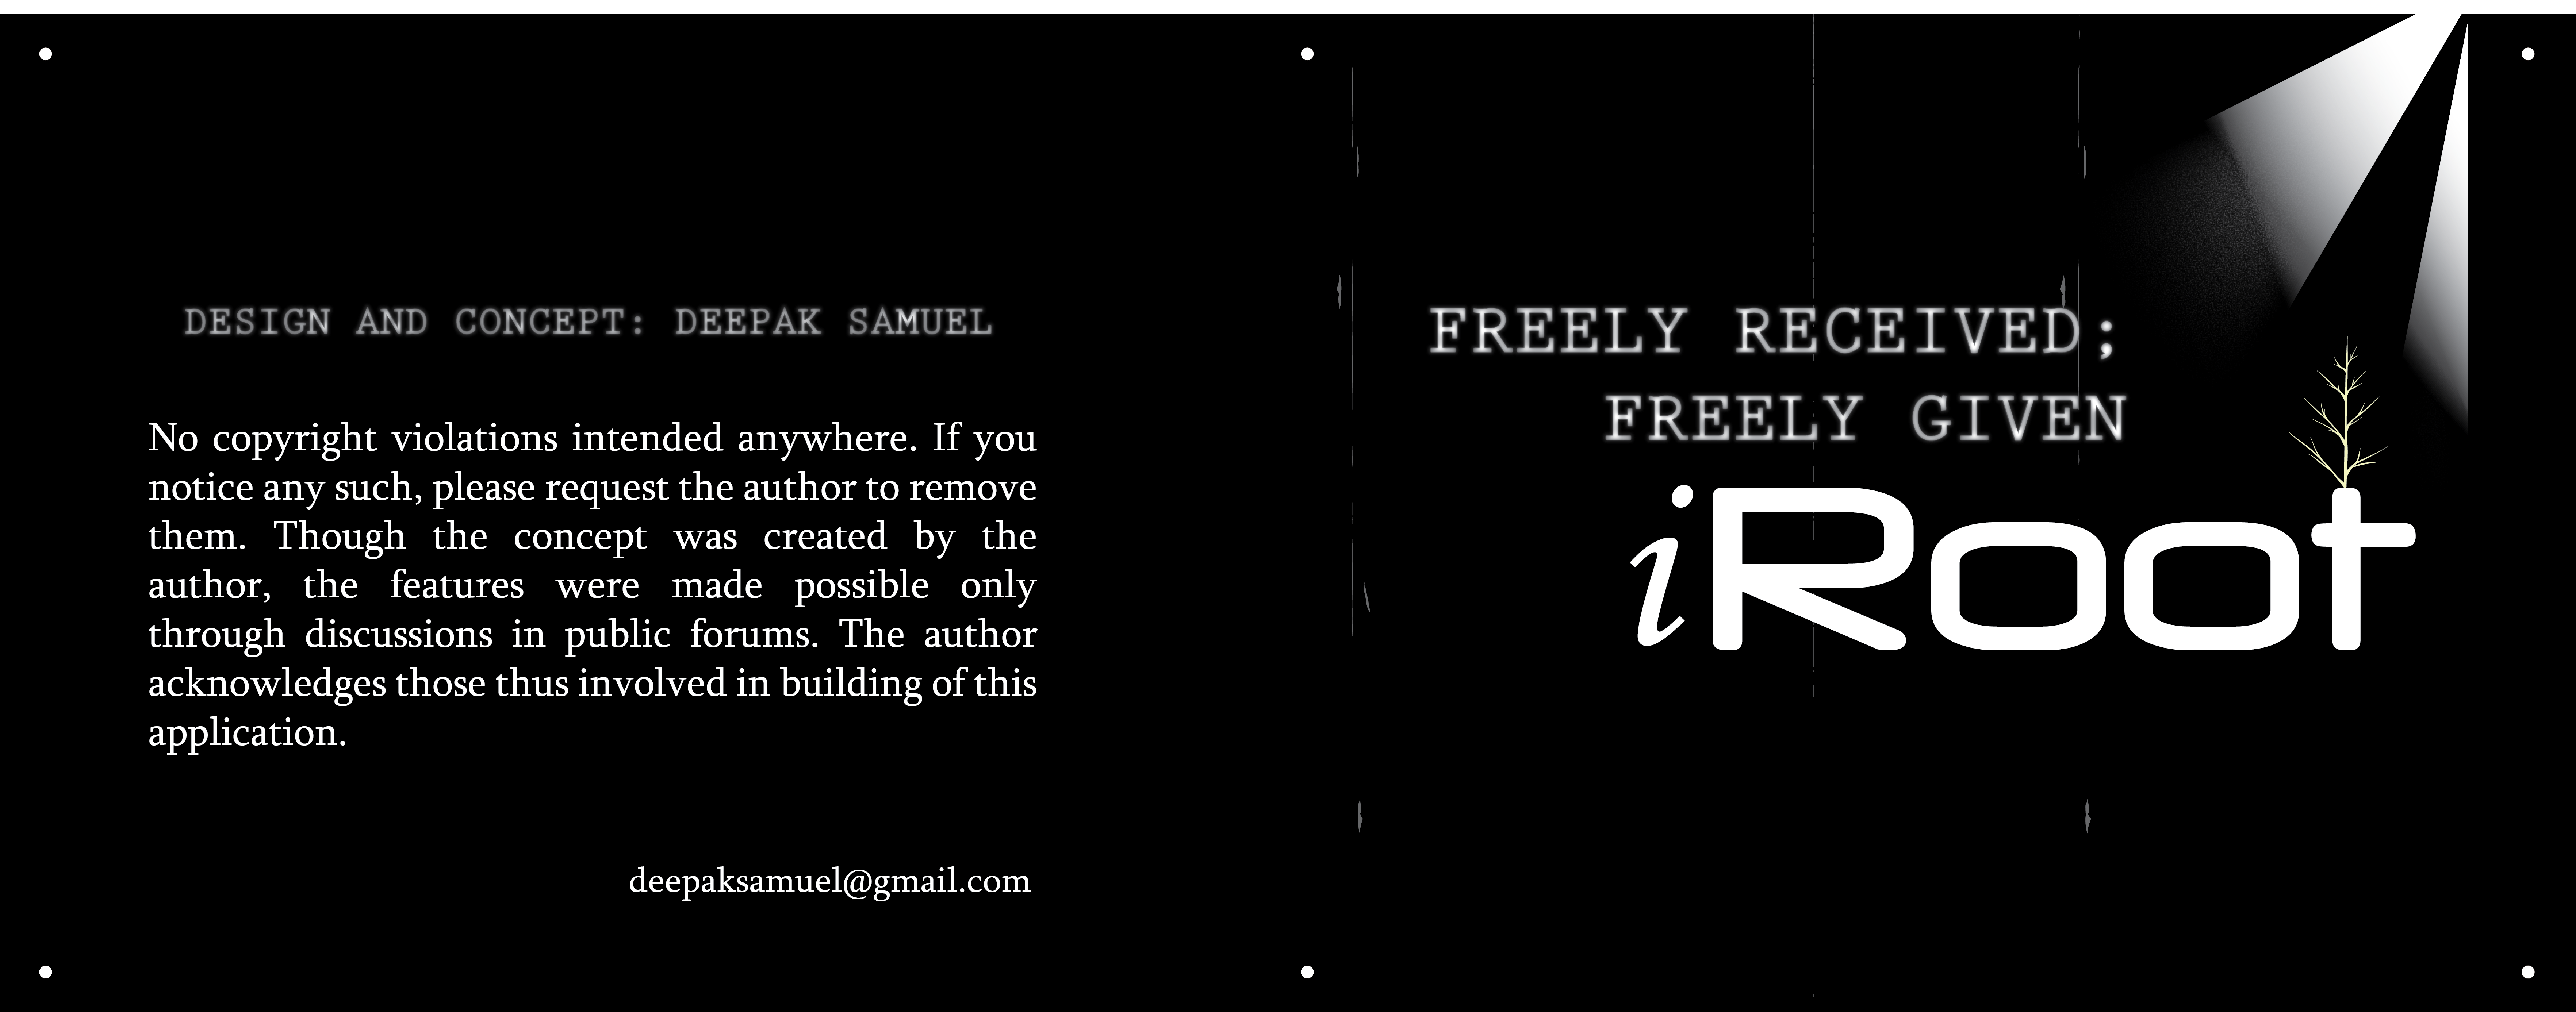 DESIGN AND CONCEPT: DEEPAK SAMUEL
No copyright violations intended anywhere. If you
notice any such, please request the author to remove
them. Though the concept was created by the
author, the features were made possible only
through discussions in public forums. The author
acknowledges those thus involved in building of this
application.
deepaksamuel@gmail.com
FREELY RECEIVED;
FREELY GIVEN
iRoot